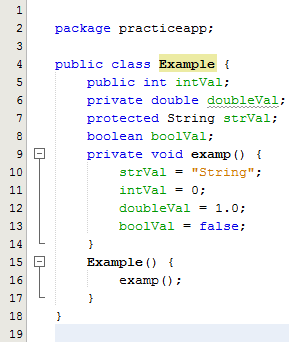 1
2 package practiceapp;
3
4 public class Example {
5 public int intVal;
6 private double doubleVal;
7 protected String strVal;
8 boolean boolVal;
9 private void examp() {
10 strVal = "String";
11 intVal = 0;
12 doubleVal = 1.0;
13 boolVal = false;
14 }
15 Example() {
16 examp();
17 }
18 }
19